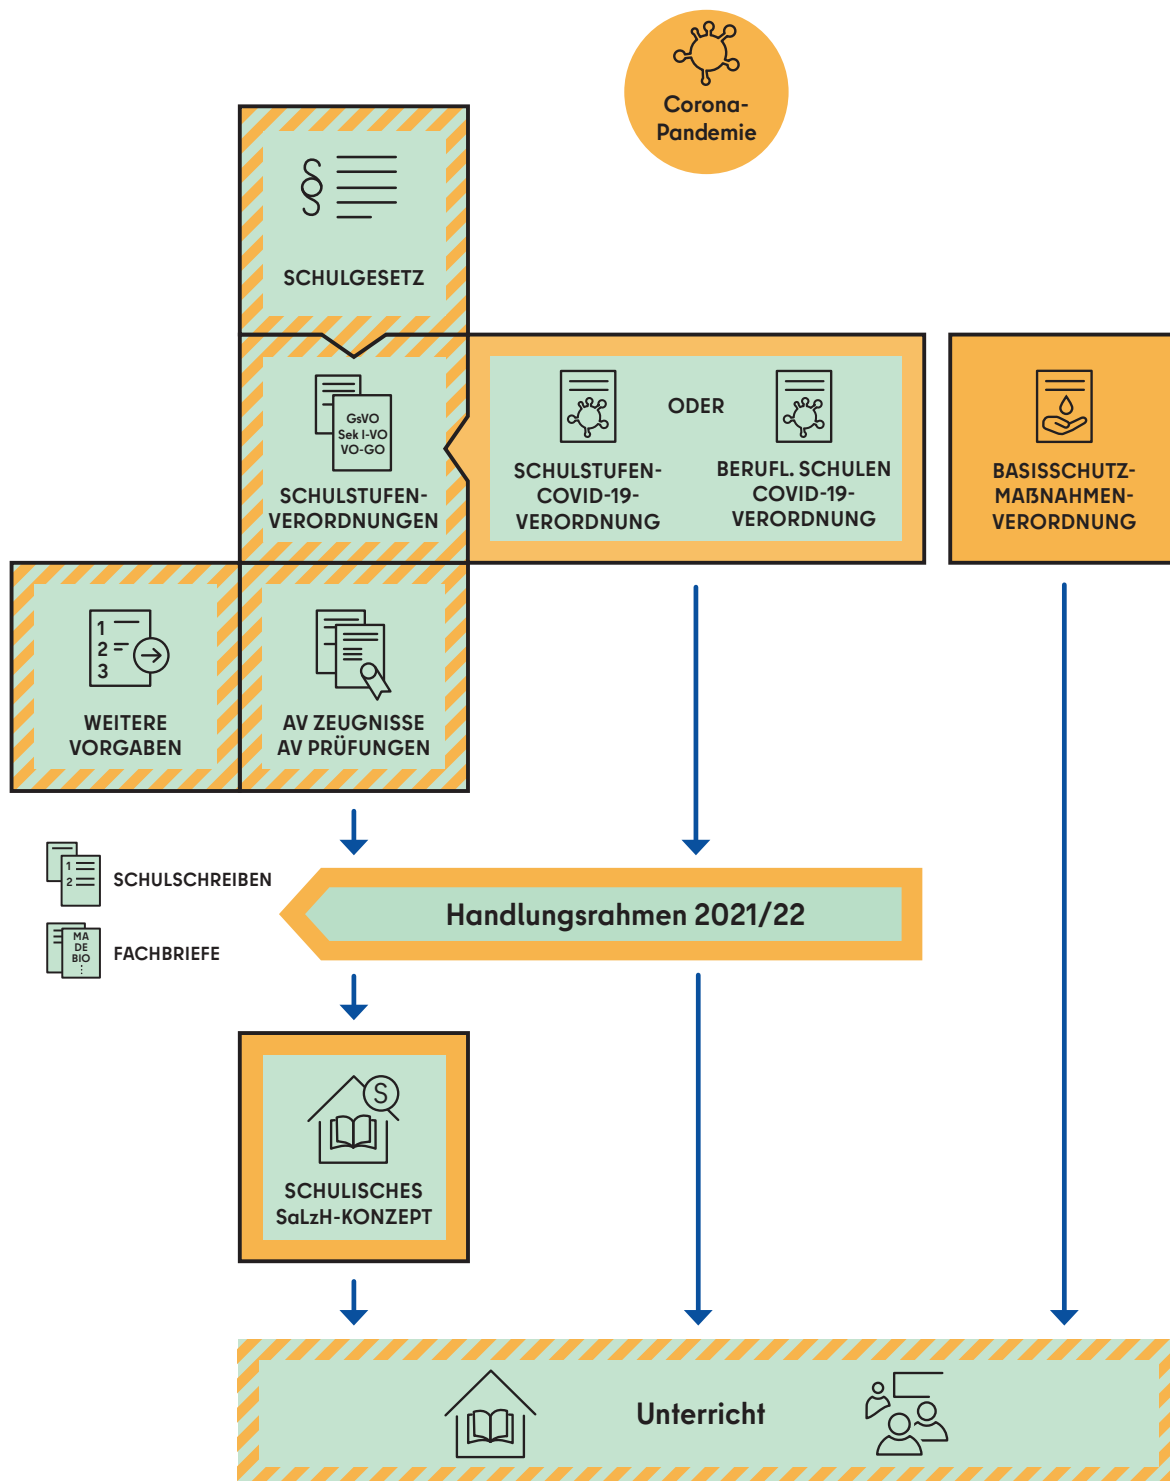 Corona-
Pandemie
§
SCHULGESETZ
GsVO
Sek I-VO
VO-GO
SCHULSTUFEN-
VERORDNUNGEN
ODER
SCHULSTUFEN-
COVID-19-
VERORDNUNG
BERUFL. SCHULEN
COVID-19-
VERORDNUNG
BASISSCHUTZ-
MAßNAHMEN-
VERORDNUNG
1
2
3
WEITERE
VORGABEN
AV ZEUGNISSE
AV PRÜFUNGEN
1
2
SCHULSCHREIBEN
MA
DE
BIO
⋮
FACHBRIEFE
Handlungsrahmen 2021/22
S
SCHULISCHES
SaLzH-KONZEPT
Unterricht